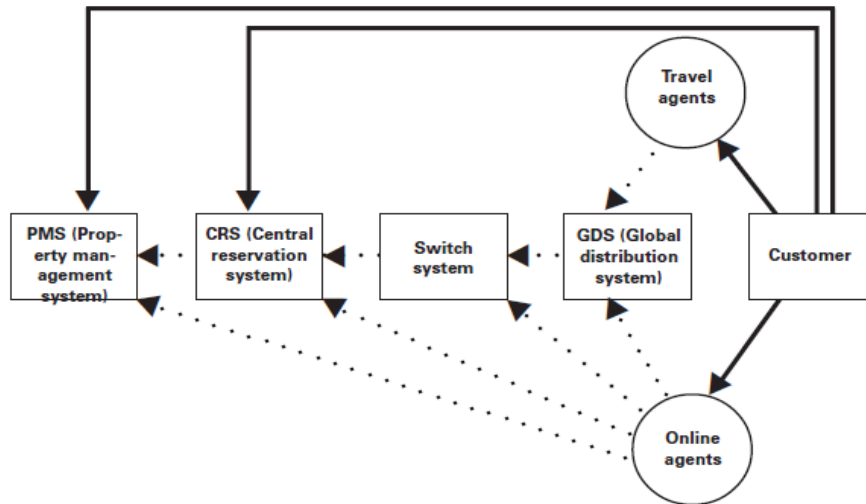 Travel
agents
PMS (Prop-
erty man-
agement
system)
CRS (Central
reservation
system)
Switch
system
GDS (Global
distribution
system)
Customer
Online
agents